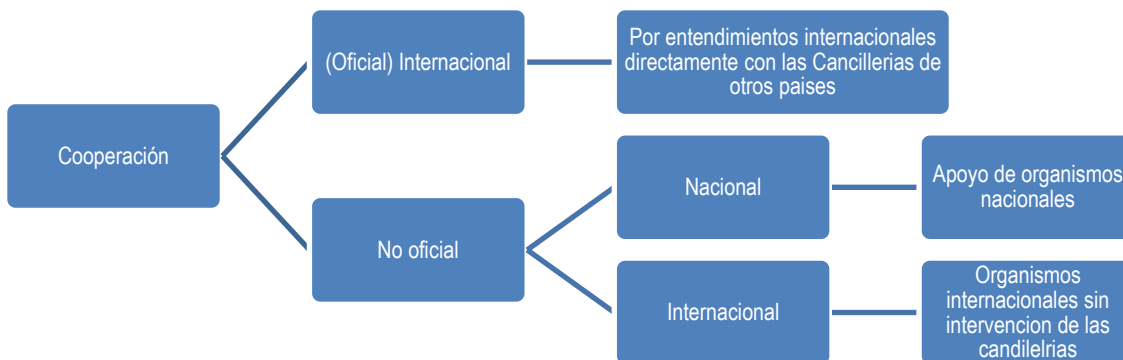 (Oficial) Internacional
Por entendimientos internacionales
directamente con las Cancillerias de
otros paises
Cooperación
No oficial
Nacional
Apoyo de organismos
nacionales
Internacional
Organismos
internacionales sin
intervencion de las
candilelrias